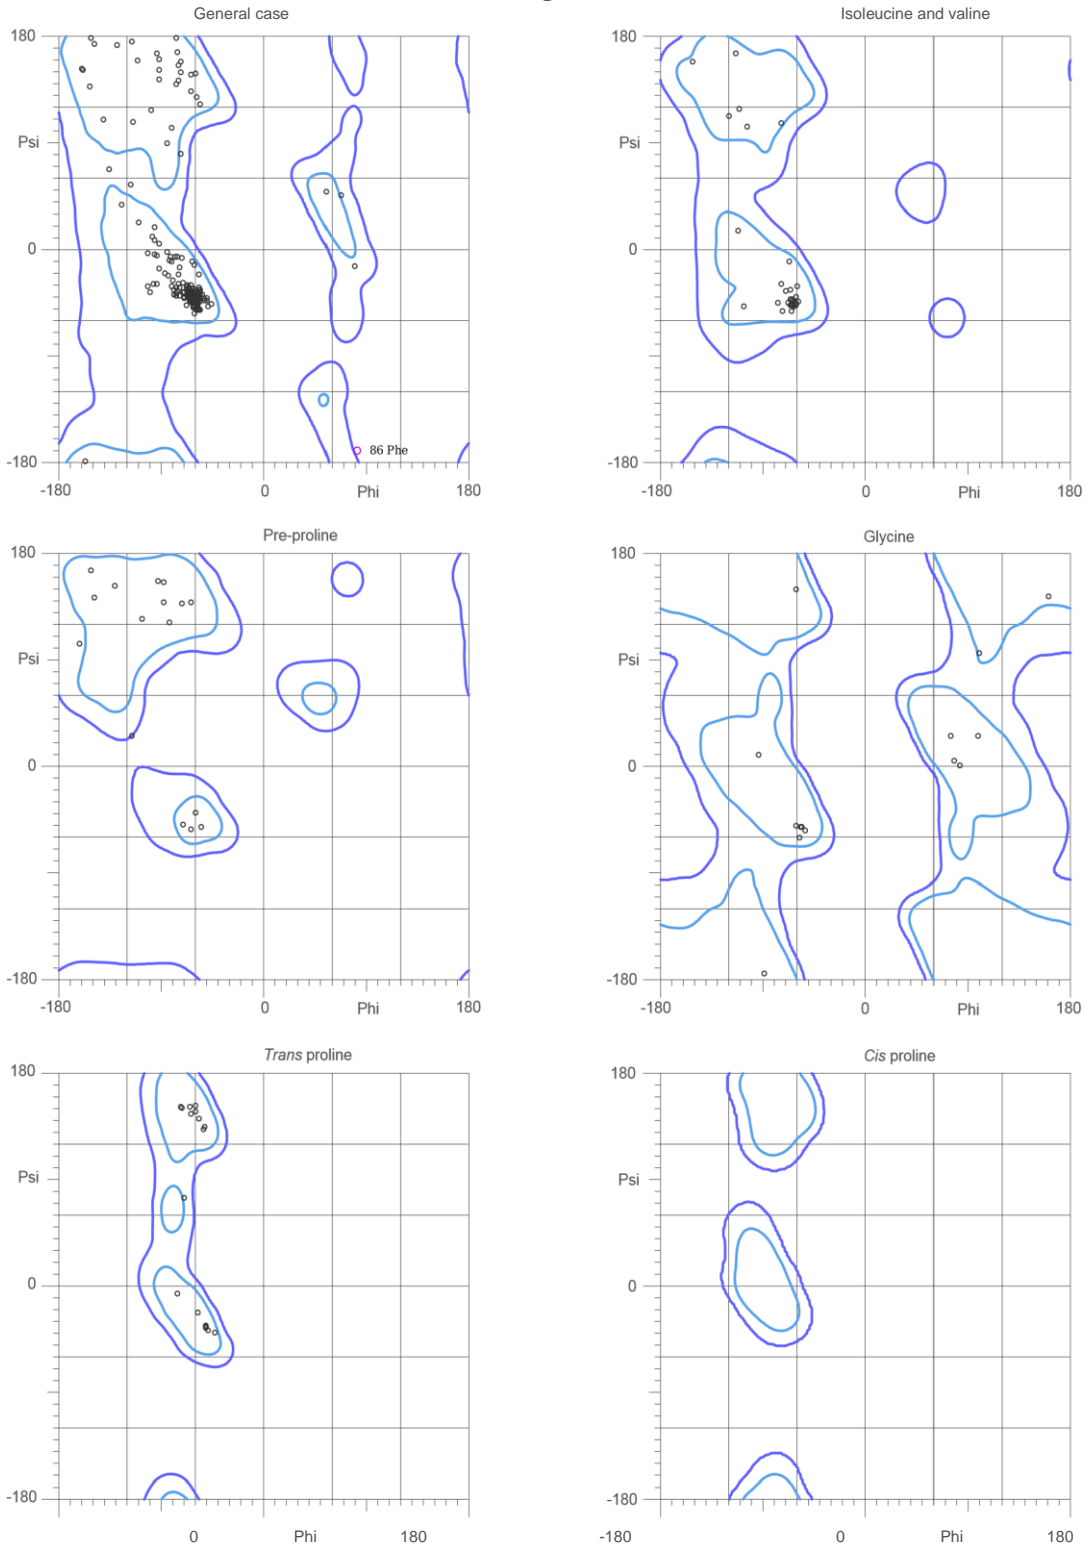 General case
180
Psi
0
-180
86 Phe
-180 0 Phi 180
Isoleucine and valine
180
Psi
0
-180
-180 0 Phi 180
Pre-proline
180
Psi
0
-180
-180 0 Phi 180
Glycine
180
Psi
0
-180
-180 0 Phi 180
Trans proline
180
Psi
0
-180
0 Phi 180
Cis proline
180
Psi
0
-180
-180 0 Phi 180